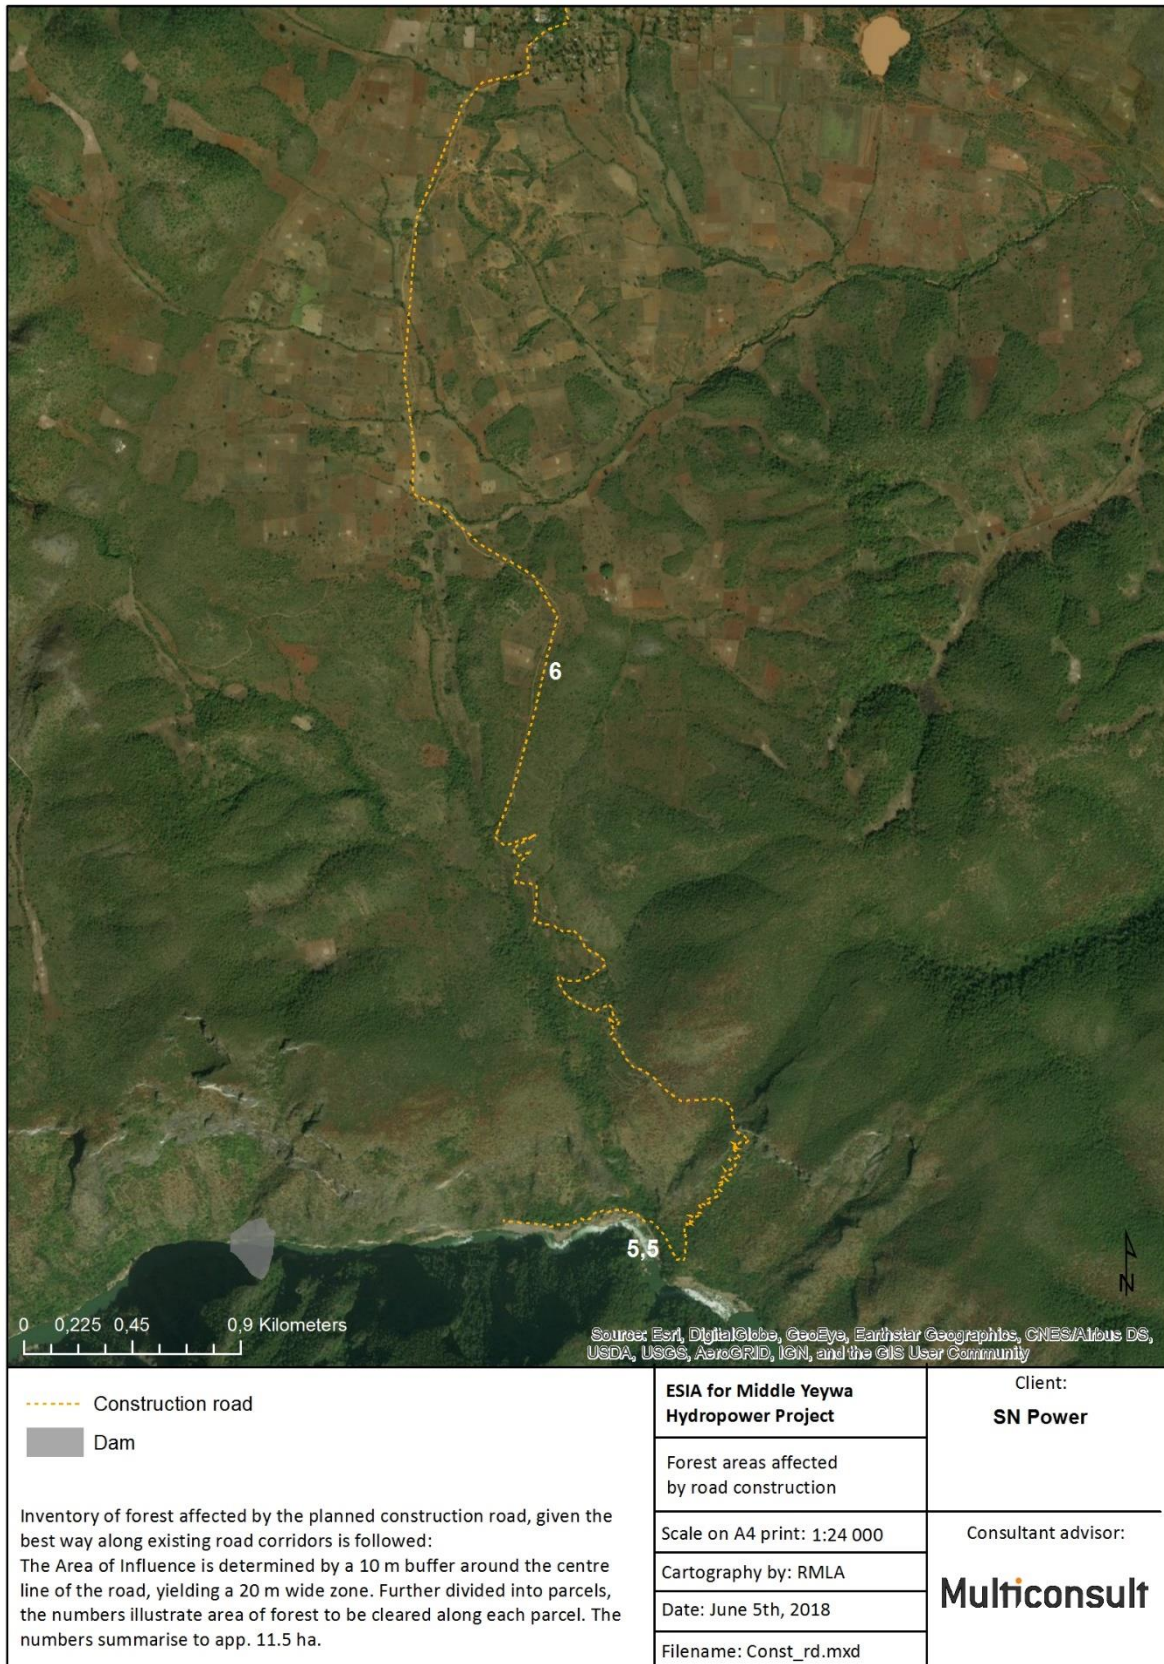 6
5,5
N
0 0,225 0,45 0,9 Kilometers
Source: Esri, DigitalGlobe, GeoEye, Earthstar Geographics, CNES/Airbus DS,
USDA, USGS, AeroGRID, IGN, and the GIS User Community
Construction road
Dam
Inventory of forest affected by the planned construction road, given the
best way along existing road corridors is followed:
The Area of Influence is determined by a 10 m buffer around the centre
line of the road, yielding a 20 m wide zone. Further divided into parcels,
the numbers illustrate area of forest to be cleared along each parcel. The
numbers summarise to app. 11.5 ha.
ESIA for Middle Yeywa
Hydropower Project
Forest areas affected
by road construction
Scale on A4 print: 1:24 000
Cartography by: RMLA
Date: June 5th, 2018
Filename: Const_rd.mxd
Client:
SN Power
Consultant advisor:
Multiconsult